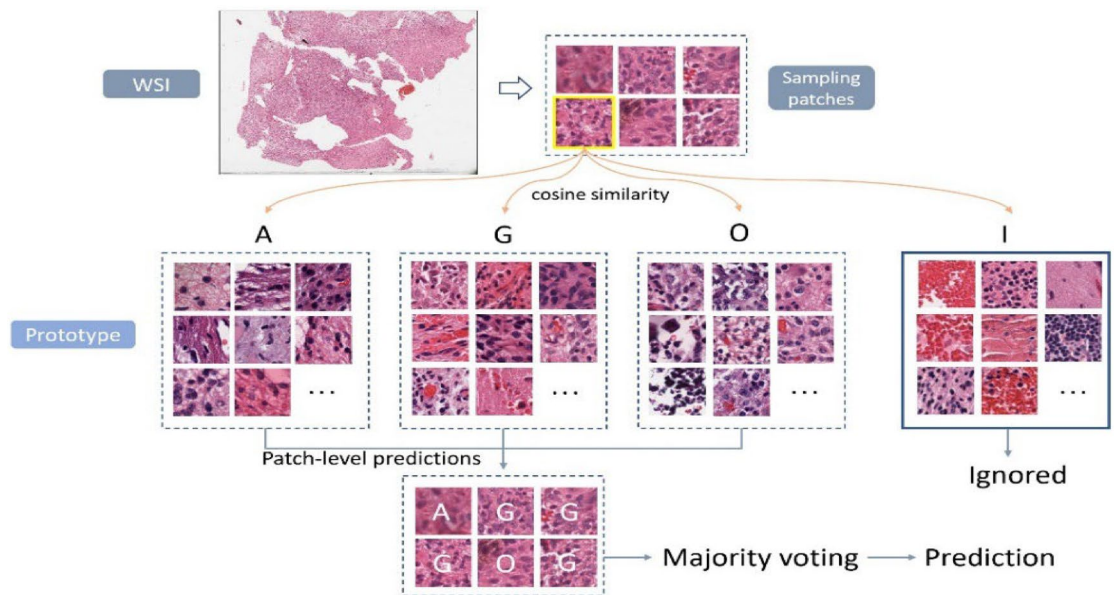 WSI
Sampling
patches
cosine similarity
A
G
O
I
Prototype
...
...
...
...
Patch-level predictions
Ignored
A G G
G O G
Majority voting
Prediction